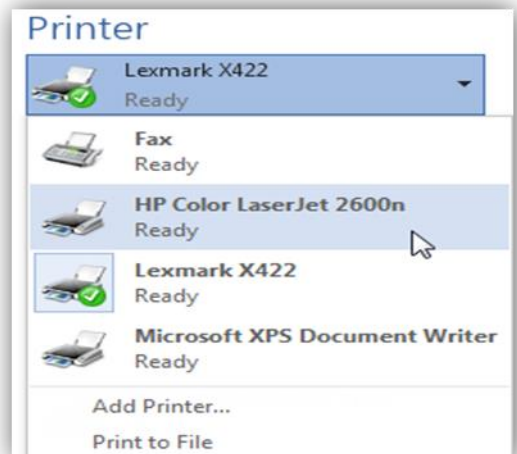 Printer
Lexmark X422
Ready
Fax
Ready
HP Color LaserJet 2600n
Ready
Lexmark X422
Ready
Microsoft XPS Document Writer
Ready
Add Printer...
Print to File